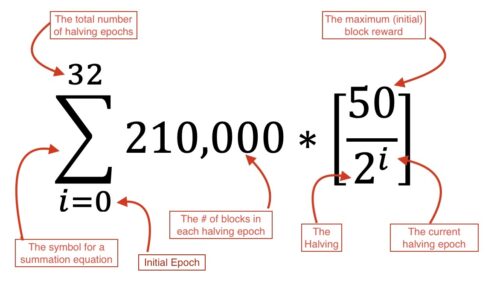 The total number
of halving epochs
The maximum (initial)
block reward
32
∑ 210,000 * [50/2^i]
i=0
The # of blocks in
each halving epoch
The
Halving
The current
halving epoch
The symbol for a
summation equation
Initial Epoch